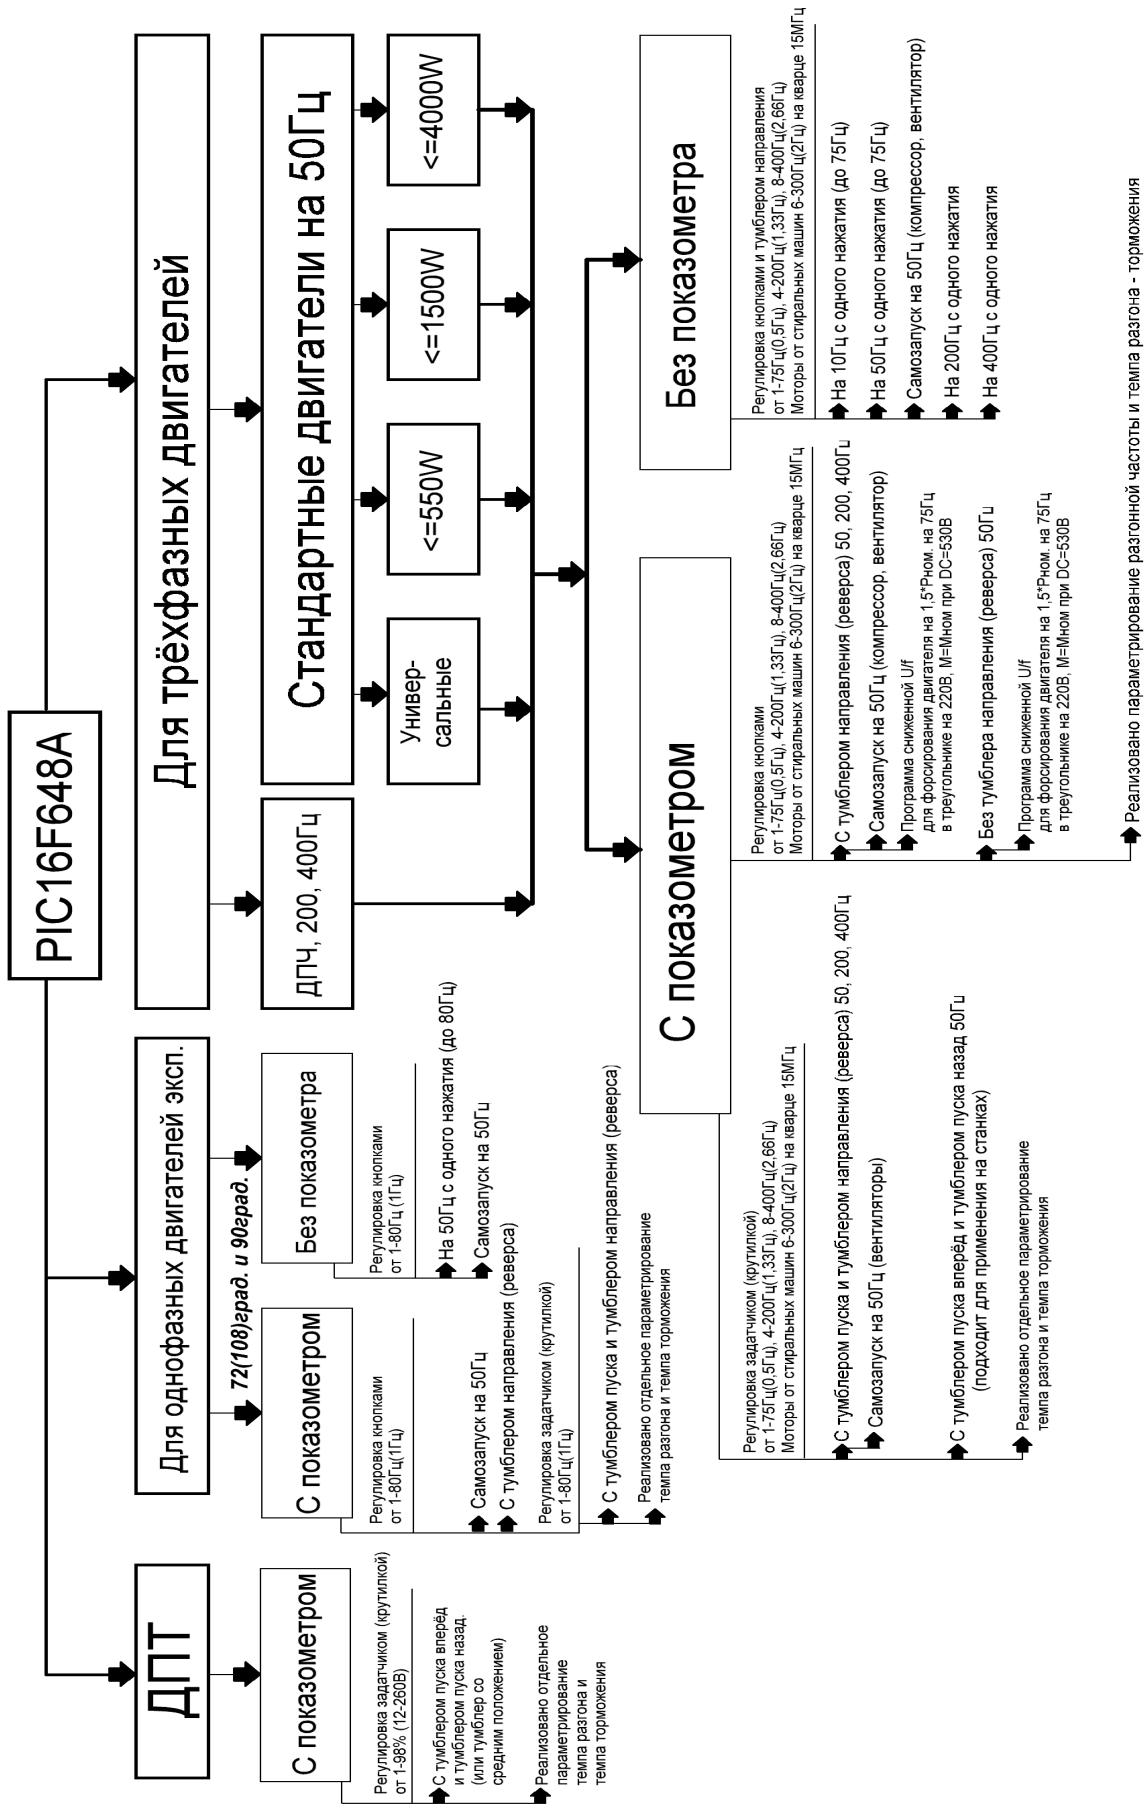 PIC16F648A
ДПТ
Для однофазных двигателей эксп.
Для трёхфазных двигателей
72(108)град. и 90град.
С показометром
Регулировка задатчиком (крутилкой)
от 1-98% (12-260В)
С тумблером пуска вперёд
и тумблером пуска назад.
(или тумблер со
средним положением)
Реализовано отдельное
параметрирование
темпа разгона и
темпа торможения
С показометром
Регулировка кнопками
от 1-80Гц(1Гц)
Самозапуск на 50Гц
С тумблером направления (реверса)
Регулировка задатчиком (крутилкой)
от 1-80Гц(1Гц)
С тумблером пуска и тумблером направления (реверса)
Реализовано отдельное параметрирование
темпа разгона и темпа торможения
Без показометра
Регулировка кнопками
от 1-80Гц (1Гц)
На 50Гц с одного нажатия (до 80Гц)
Самозапуск на 50Гц
ДПЧ, 200, 400Гц
Стандартные двигатели на 50Гц
Универ-
сальные
<=550W
<=1500W
<=4000W
С показометром
Регулировка задатчиком (крутилкой)
от 1-75Гц(0,5Гц), 4-200Гц(1,33Гц), 8-400Гц(2,66Гц)
Моторы от стиральных машин 6-300Гц(2Гц) на кварце 15МГц
С тумблером пуска и тумблером направления (реверса) 50, 200, 400Гц
Самозапуск на 50Гц (вентиляторы)
С тумблером пуска вперёд и тумблером пуска назад 50Гц
(подходит для применения на станках)
Реализовано отдельное параметрирование
темпа разгона и темпа торможения
Регулировка кнопками
от 1-75Гц(0,5Гц), 4-200Гц(1,33Гц), 8-400Гц(2,66Гц)
Моторы от стиральных машин 6-300Гц(2Гц) на кварце 15МГц
С тумблером направления (реверса) 50, 200, 400Гц
Самозапуск на 50Гц (компрессор, вентилятор)
Программа сниженной U/f
для форсирования двигателя на 1,5*Рном. на 75Гц
в треугольнике на 220В, М=Мном при DC=530В
Без тумблера направления (реверса) 50Гц
Программа сниженной U/f
для форсирования двигателя на 1,5*Рном. на 75Гц
в треугольнике на 220В, М=Мном при DC=530В
Реализовано параметрирование разгонной частоты и темпа разгона - торможения
Без показометра
Регулировка кнопками и тумблером направления
от 1-75Гц(0,5Гц), 4-200Гц(1,33Гц), 8-400Гц(2,66Гц)
Моторы от стиральных машин 6-300Гц(2Гц) на кварце 15МГц
На 10Гц с одного нажатия (до 75Гц)
На 50Гц с одного нажатия (до 75Гц)
Самозапуск на 50Гц (компрессор, вентилятор)
На 200Гц с одного нажатия
На 400Гц с одного нажатия